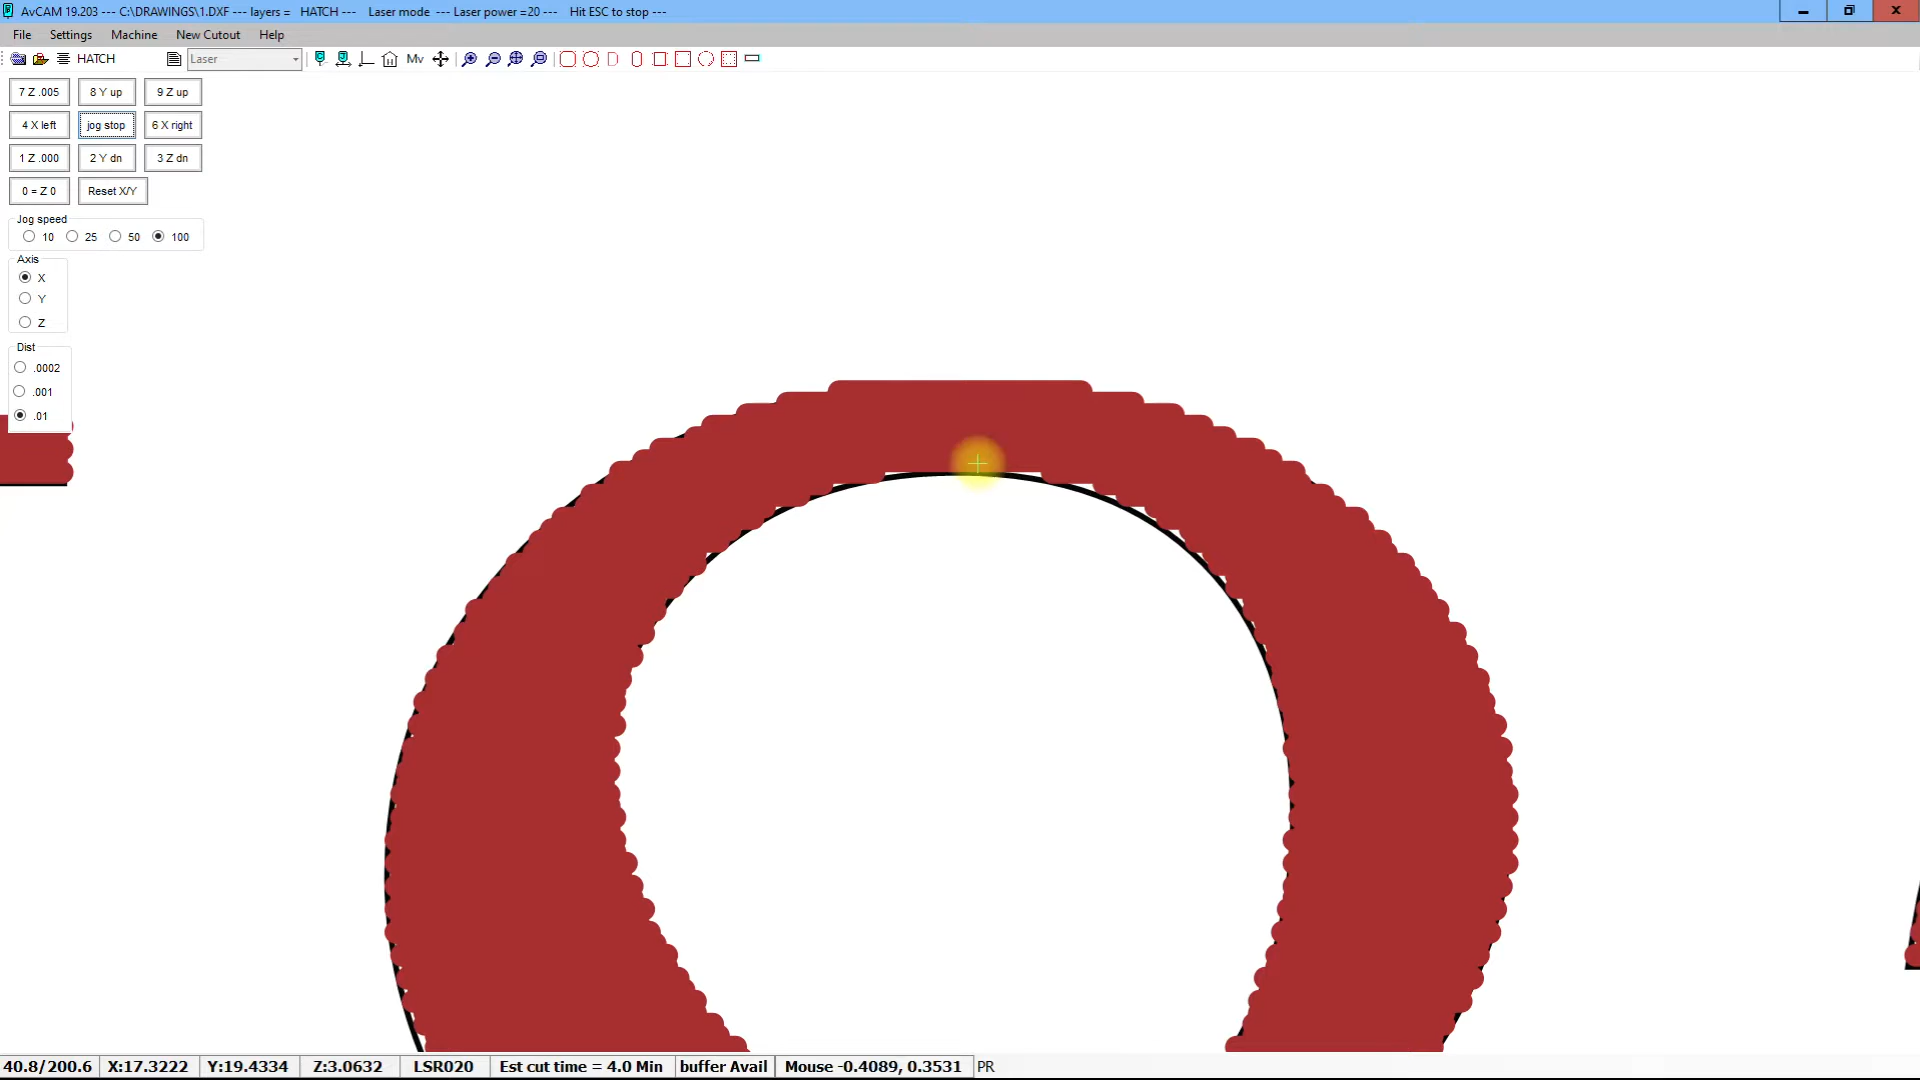 AvCAM 19.203 --- C:\DRAWINGS\1.DXF --- layers = HATCH --- Laser mode --- Laser power =20 --- Hit ESC to stop ---
File Settings Machine New Cutout Help
HATCH Laser Mv
7 Z .005 8 Y up 9 Z up
4 X left jog stop 6 X right
1 Z .000 2 Y dn 3 Z dn
0 = Z 0 Reset X/Y
Jog speed
10 25 50 100
Axis
X
Y
Z
Dist
.0002
.001
.01
40.8/200.6 X:17.3222 Y:19.4334 Z:3.0632 LSR020 Est cut time = 4.0 Min buffer Avail Mouse -0.4089, 0.3531 PR